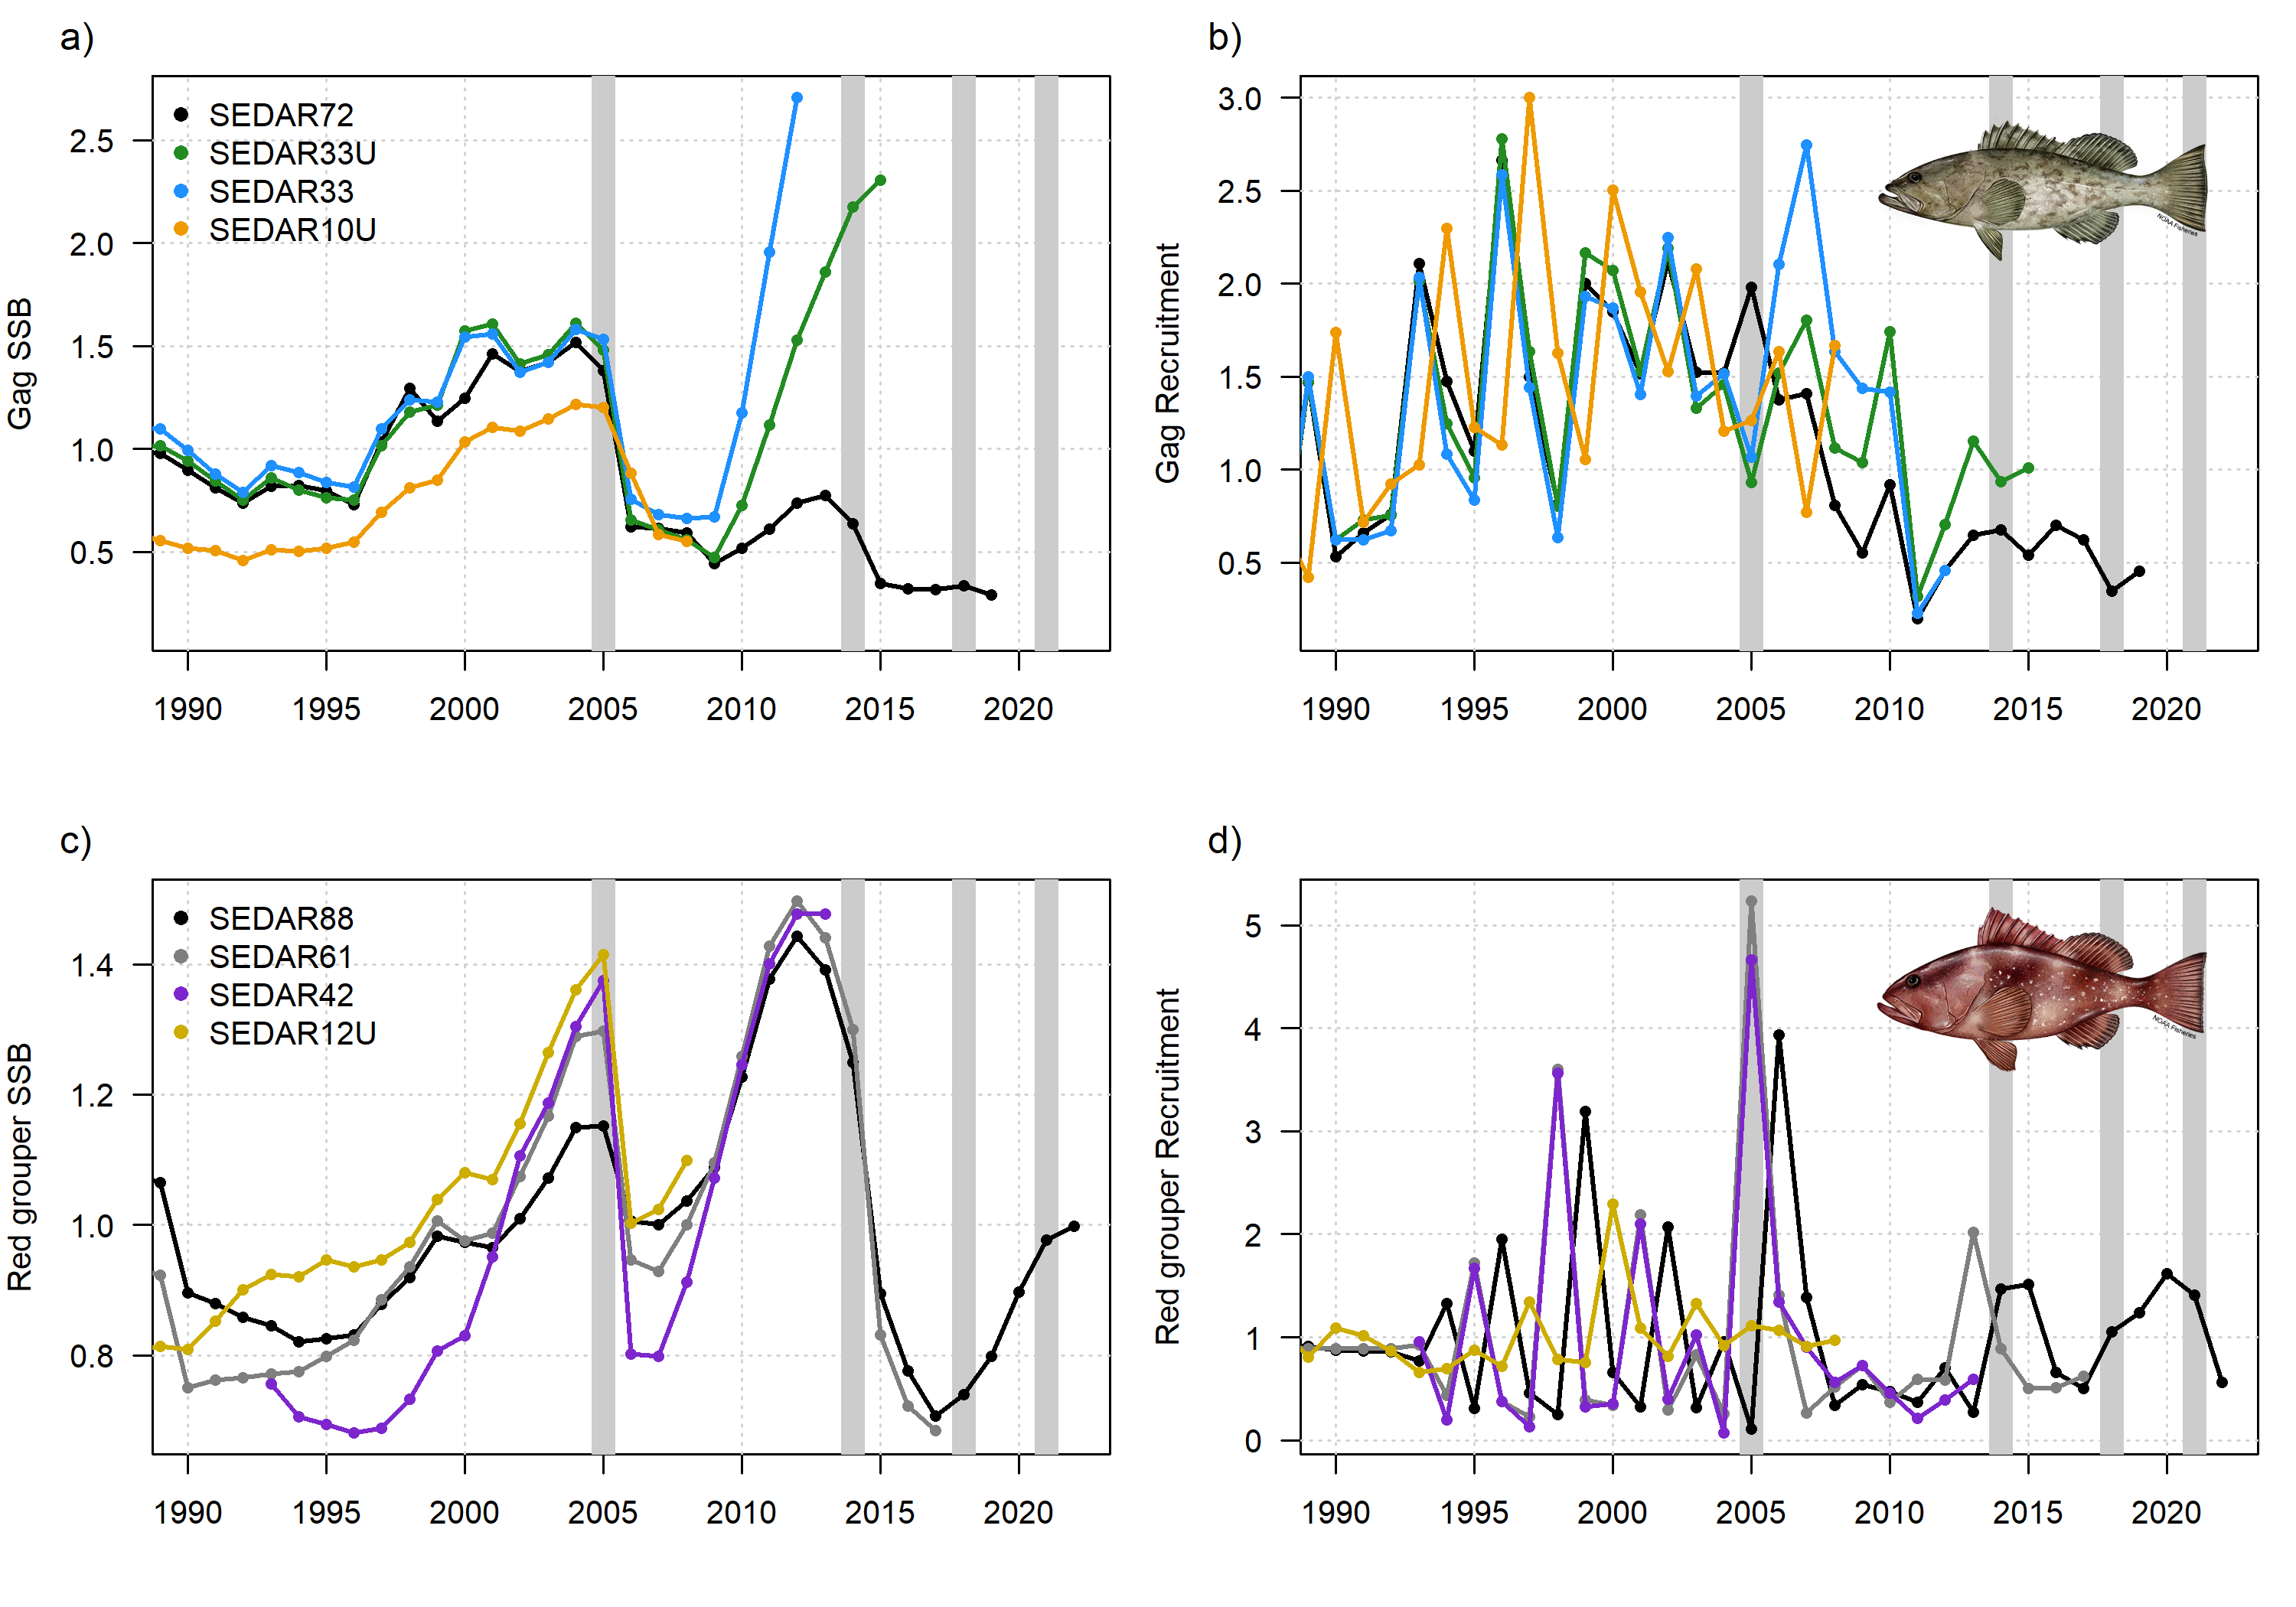 a)
Gag SSB
2.5
2.0
1.5
1.0
0.5
SEDAR72
SEDAR33U
SEDAR33
SEDAR10U
1990 1995 2000 2005 2010 2015 2020
b)
Gag Recruitment
3.0
2.5
2.0
1.5
1.0
0.5
NOAA Fisheries
1990 1995 2000 2005 2010 2015 2020
c)
Red grouper SSB
1.4
1.2
1.0
0.8
SEDAR88
SEDAR61
SEDAR42
SEDAR12U
1990 1995 2000 2005 2010 2015 2020
d)
Red grouper Recruitment
5
4
3
2
1
0
NOAA Fisheries
1990 1995 2000 2005 2010 2015 2020